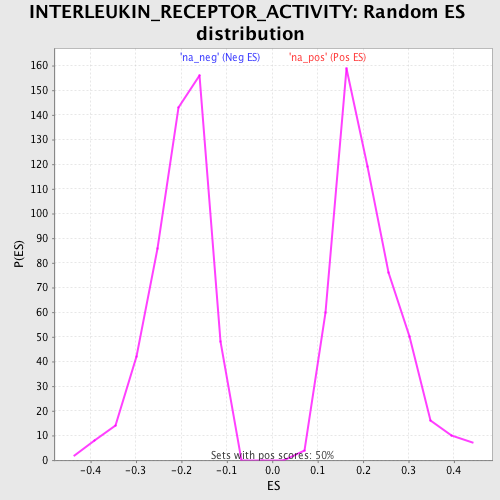 INTERLEUKIN_RECEPTOR_ACTIVITY: Random ES
distribution
'na_neg' (Neg ES) 'na_pos' (Pos ES)
160
150
140
130
120
110
100
90
80
70
60
50
40
30
20
10
0
P(ES)
Sets with pos scores: 50%
-0.4 -0.3 -0.2 -0.1 0.0 0.1 0.2 0.3 0.4
ES